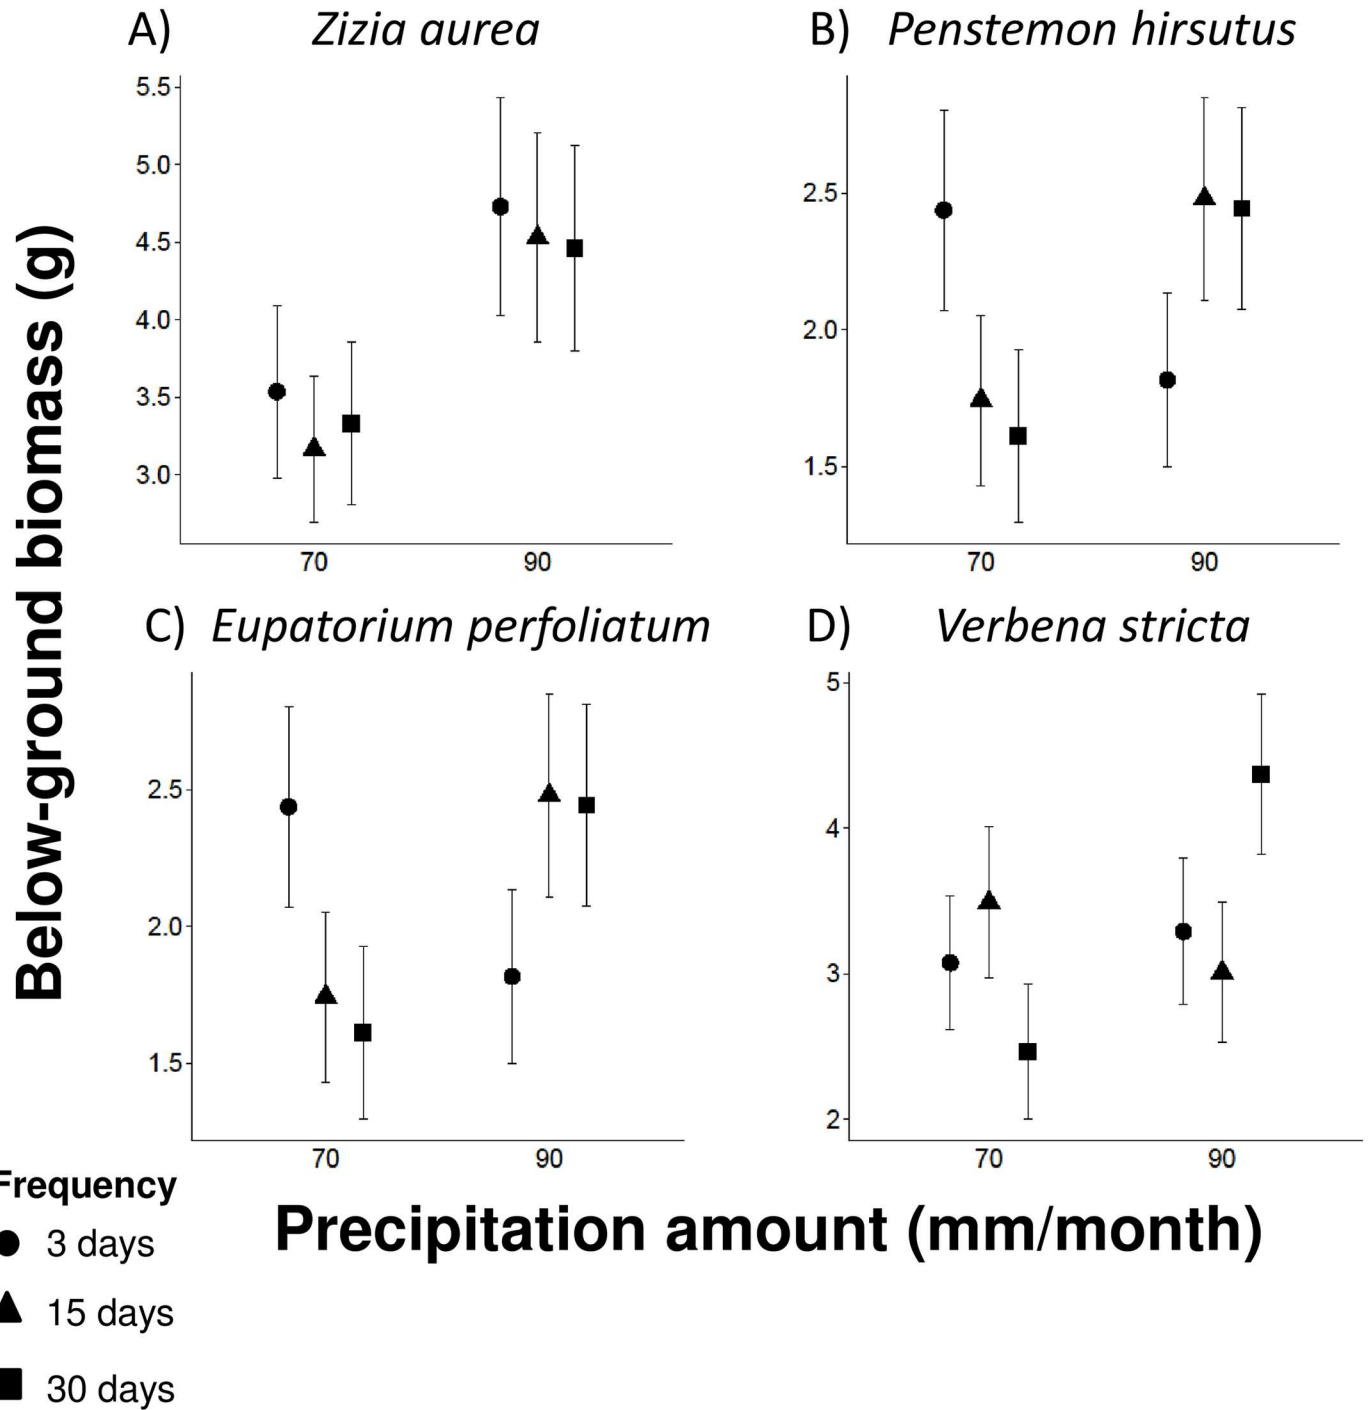 A) Zizia aurea
B) Penstemon hirsutus
5.5
5.0
4.5
4.0
3.5
3.0
70 90
2.5
2.0
1.5
70 90
Below-ground biomass (g)
C) Eupatorium perfoliatum
D) Verbena stricta
2.5
2.0
1.5
70 90
5
4
3
2
70 90
Precipitation amount (mm/month)
Frequency
3 days
15 days
30 days